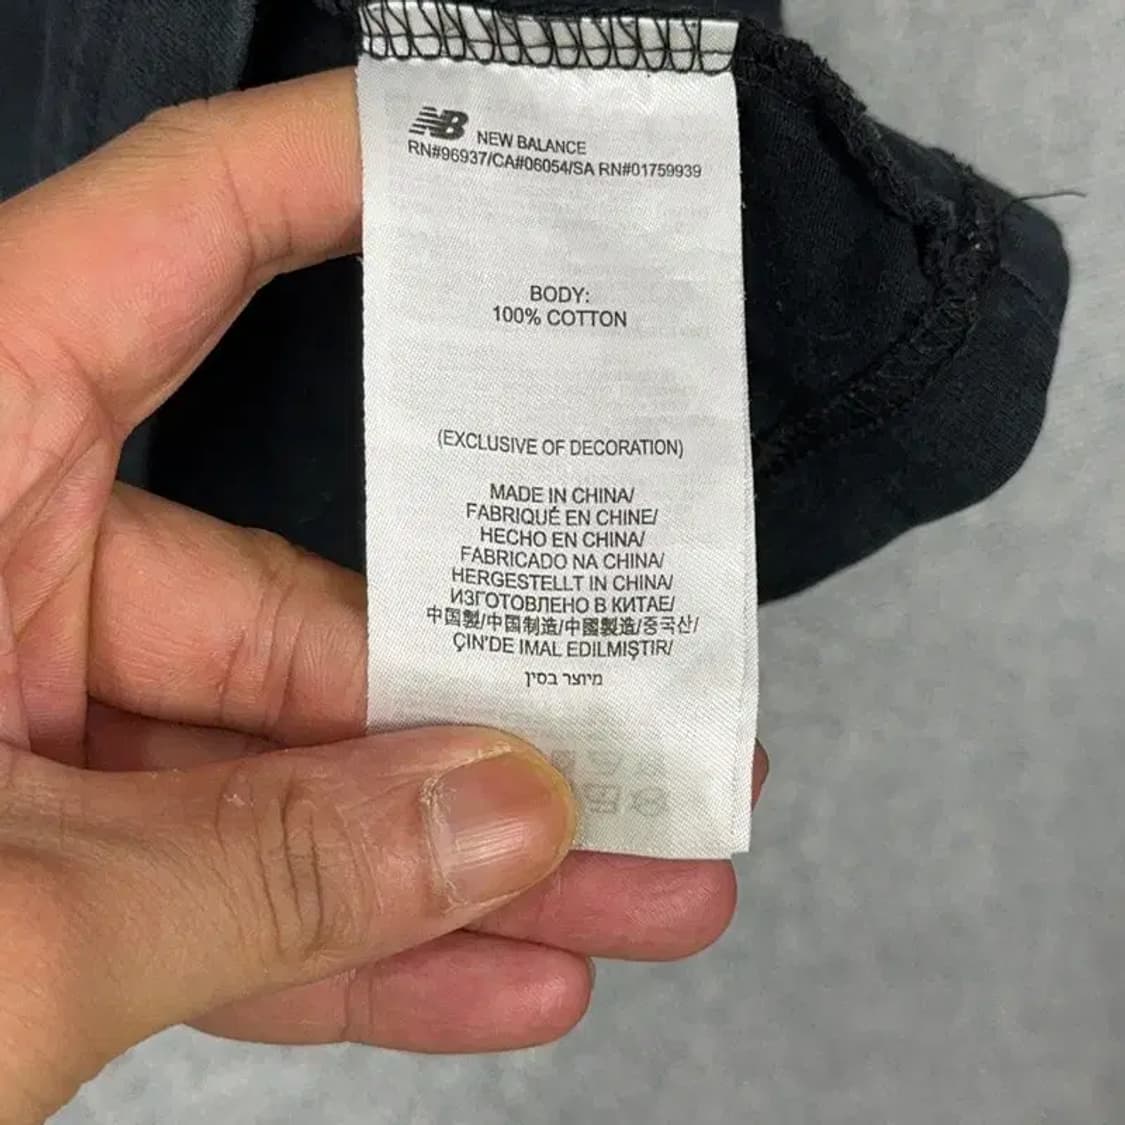 NB NEW BALANCE
RN#96937/CA#06054/SA RN#01759939
BODY:
100% COTTON
(EXCLUSIVE OF DECORATION)
MADE IN CHINA/
FABRIQUÉ EN CHINE/
HECHO EN CHINA/
FABRICADO NA CHINA/
HERGESTELLT IN CHINA/
ИЗГОТОВЛЕНО В КИТАЕ/
中国製/中国制造/中國製造/중국산/
ÇIN'DE IMAL EDILMIŞTIR/
מיוצר בסין